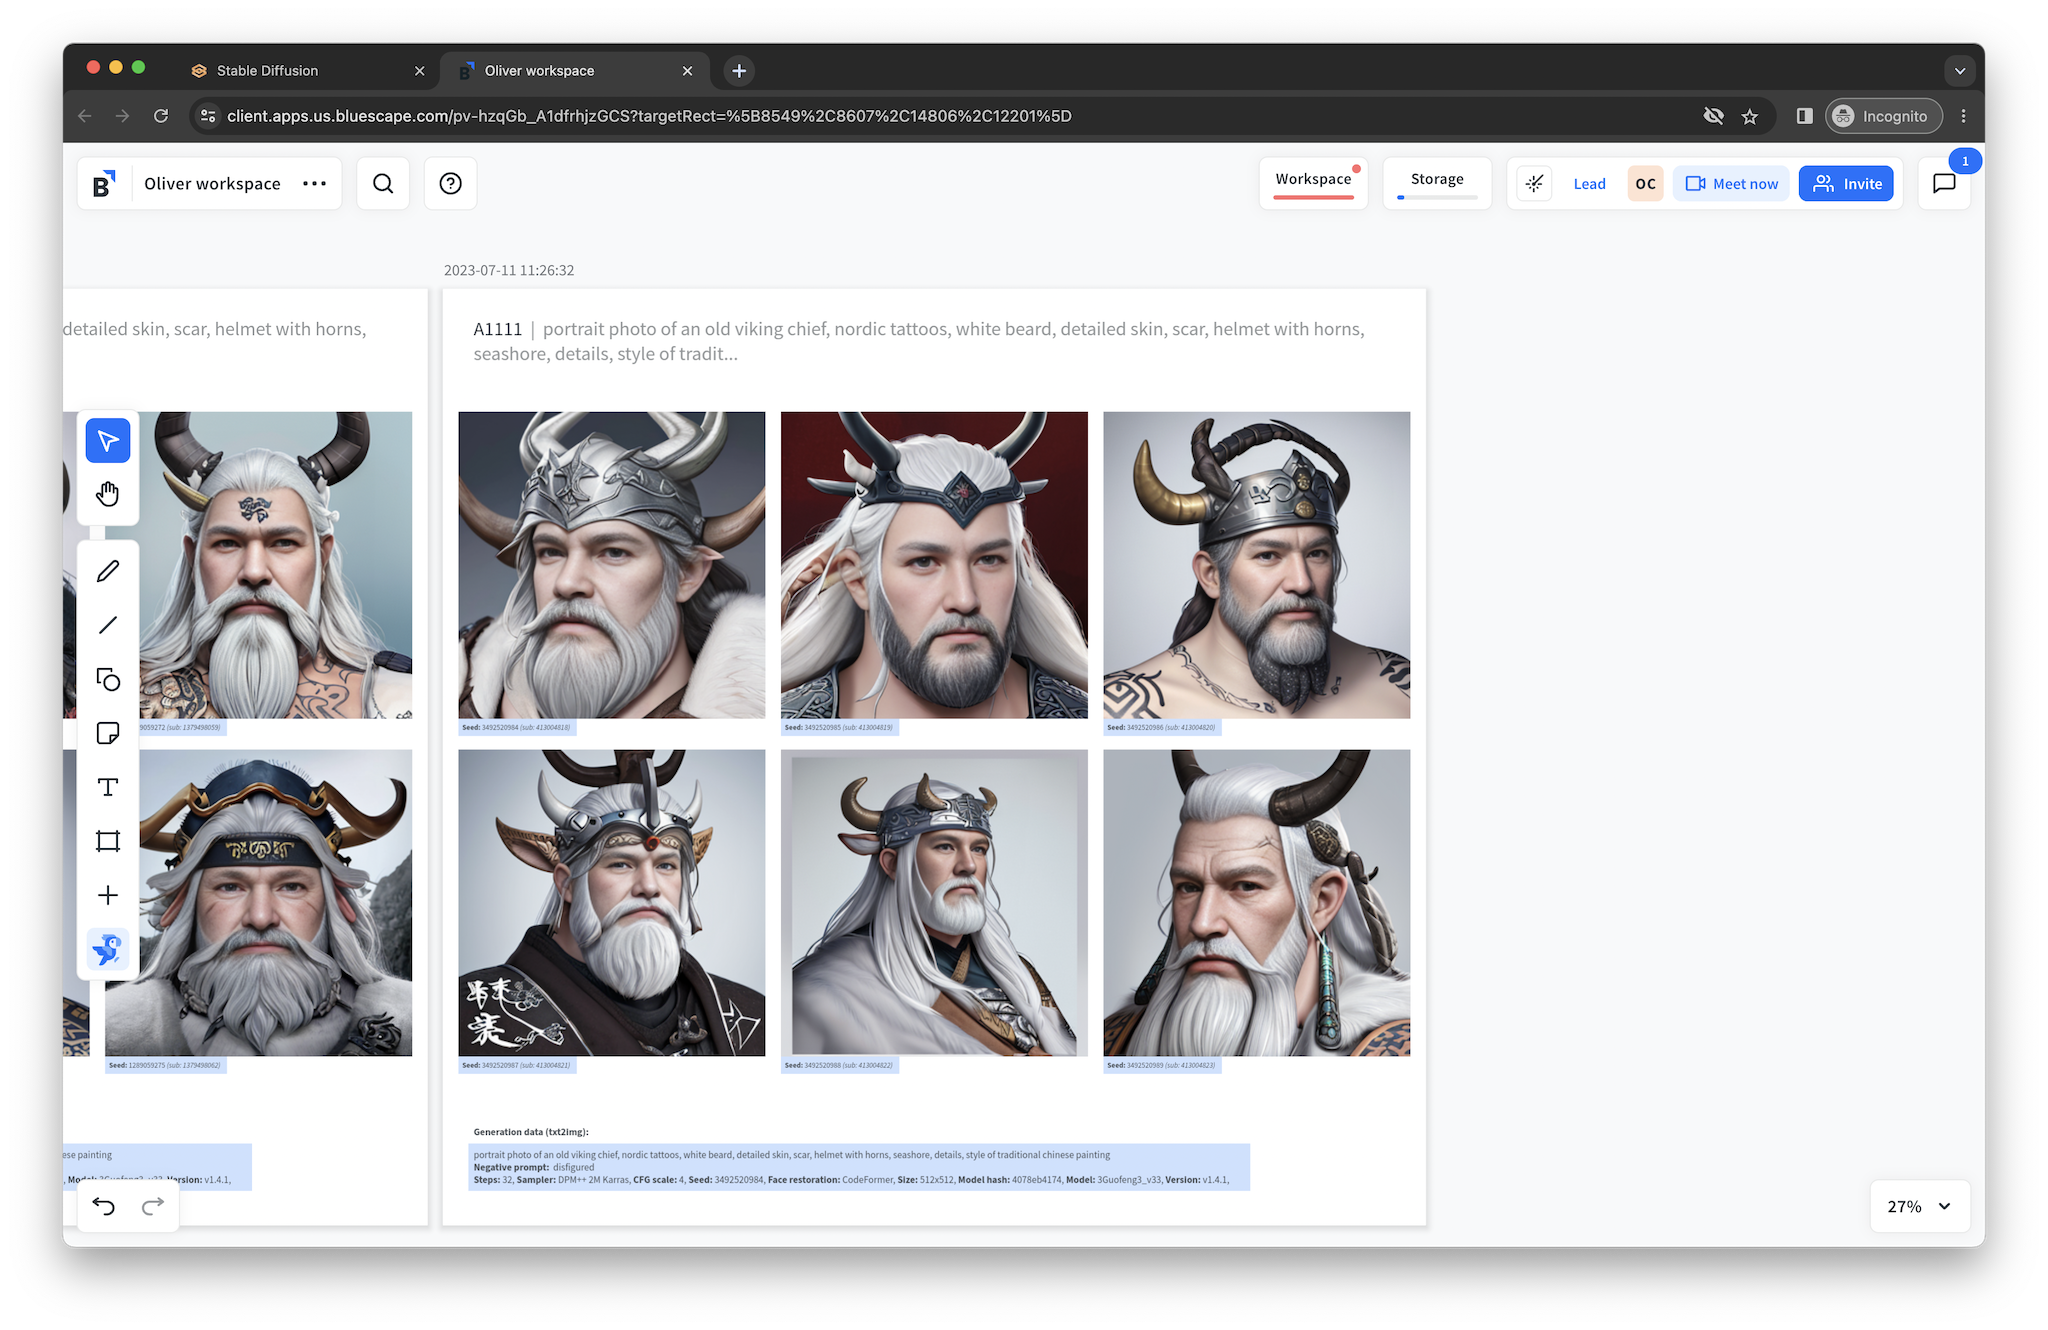 Stable Diffusion
Oliver workspace
client.apps.us.bluescape.com/pv-hzqGb_A1dfrhjzGCS?targetRect=%5B8549%2C8607%2C14806%2C12201%5D
Incognito
B
Oliver workspace
Workspace
Storage
Lead
OC
Meet now
Invite
1
detailed skin, scar, helmet with horns,
9059272 (sub: 1379498059)
Seed: 1289059275 (sub: 1379498062)
ese painting
Version: v1.4.1,
2023-07-11 11:26:32
A1111 | portrait photo of an old viking chief, nordic tattoos, white beard, detailed skin, scar, helmet with horns,
seashore, details, style of tradit...
Seed: 3492520984 (sub: 413004818)
Seed: 3492520985 (sub: 413004819)
Seed: 3492520986 (sub: 413004820)
Seed: 3492520987 (sub: 413004821)
Seed: 3492520988 (sub: 413004822)
Seed: 3492520989 (sub: 413004823)
Generation data (txt2img):
portrait photo of an old viking chief, nordic tattoos, white beard, detailed skin, scar, helmet with horns, seashore, details, style of traditional chinese painting
Negative prompt: disfigured
Steps: 32, Sampler: DPM++ 2M Karras, CFG scale: 4, Seed: 3492520984, Face restoration: CodeFormer, Size: 512x512, Model hash: 4078eb4174, Model: 3Guofeng3_v33, Version: v1.4.1,
27%